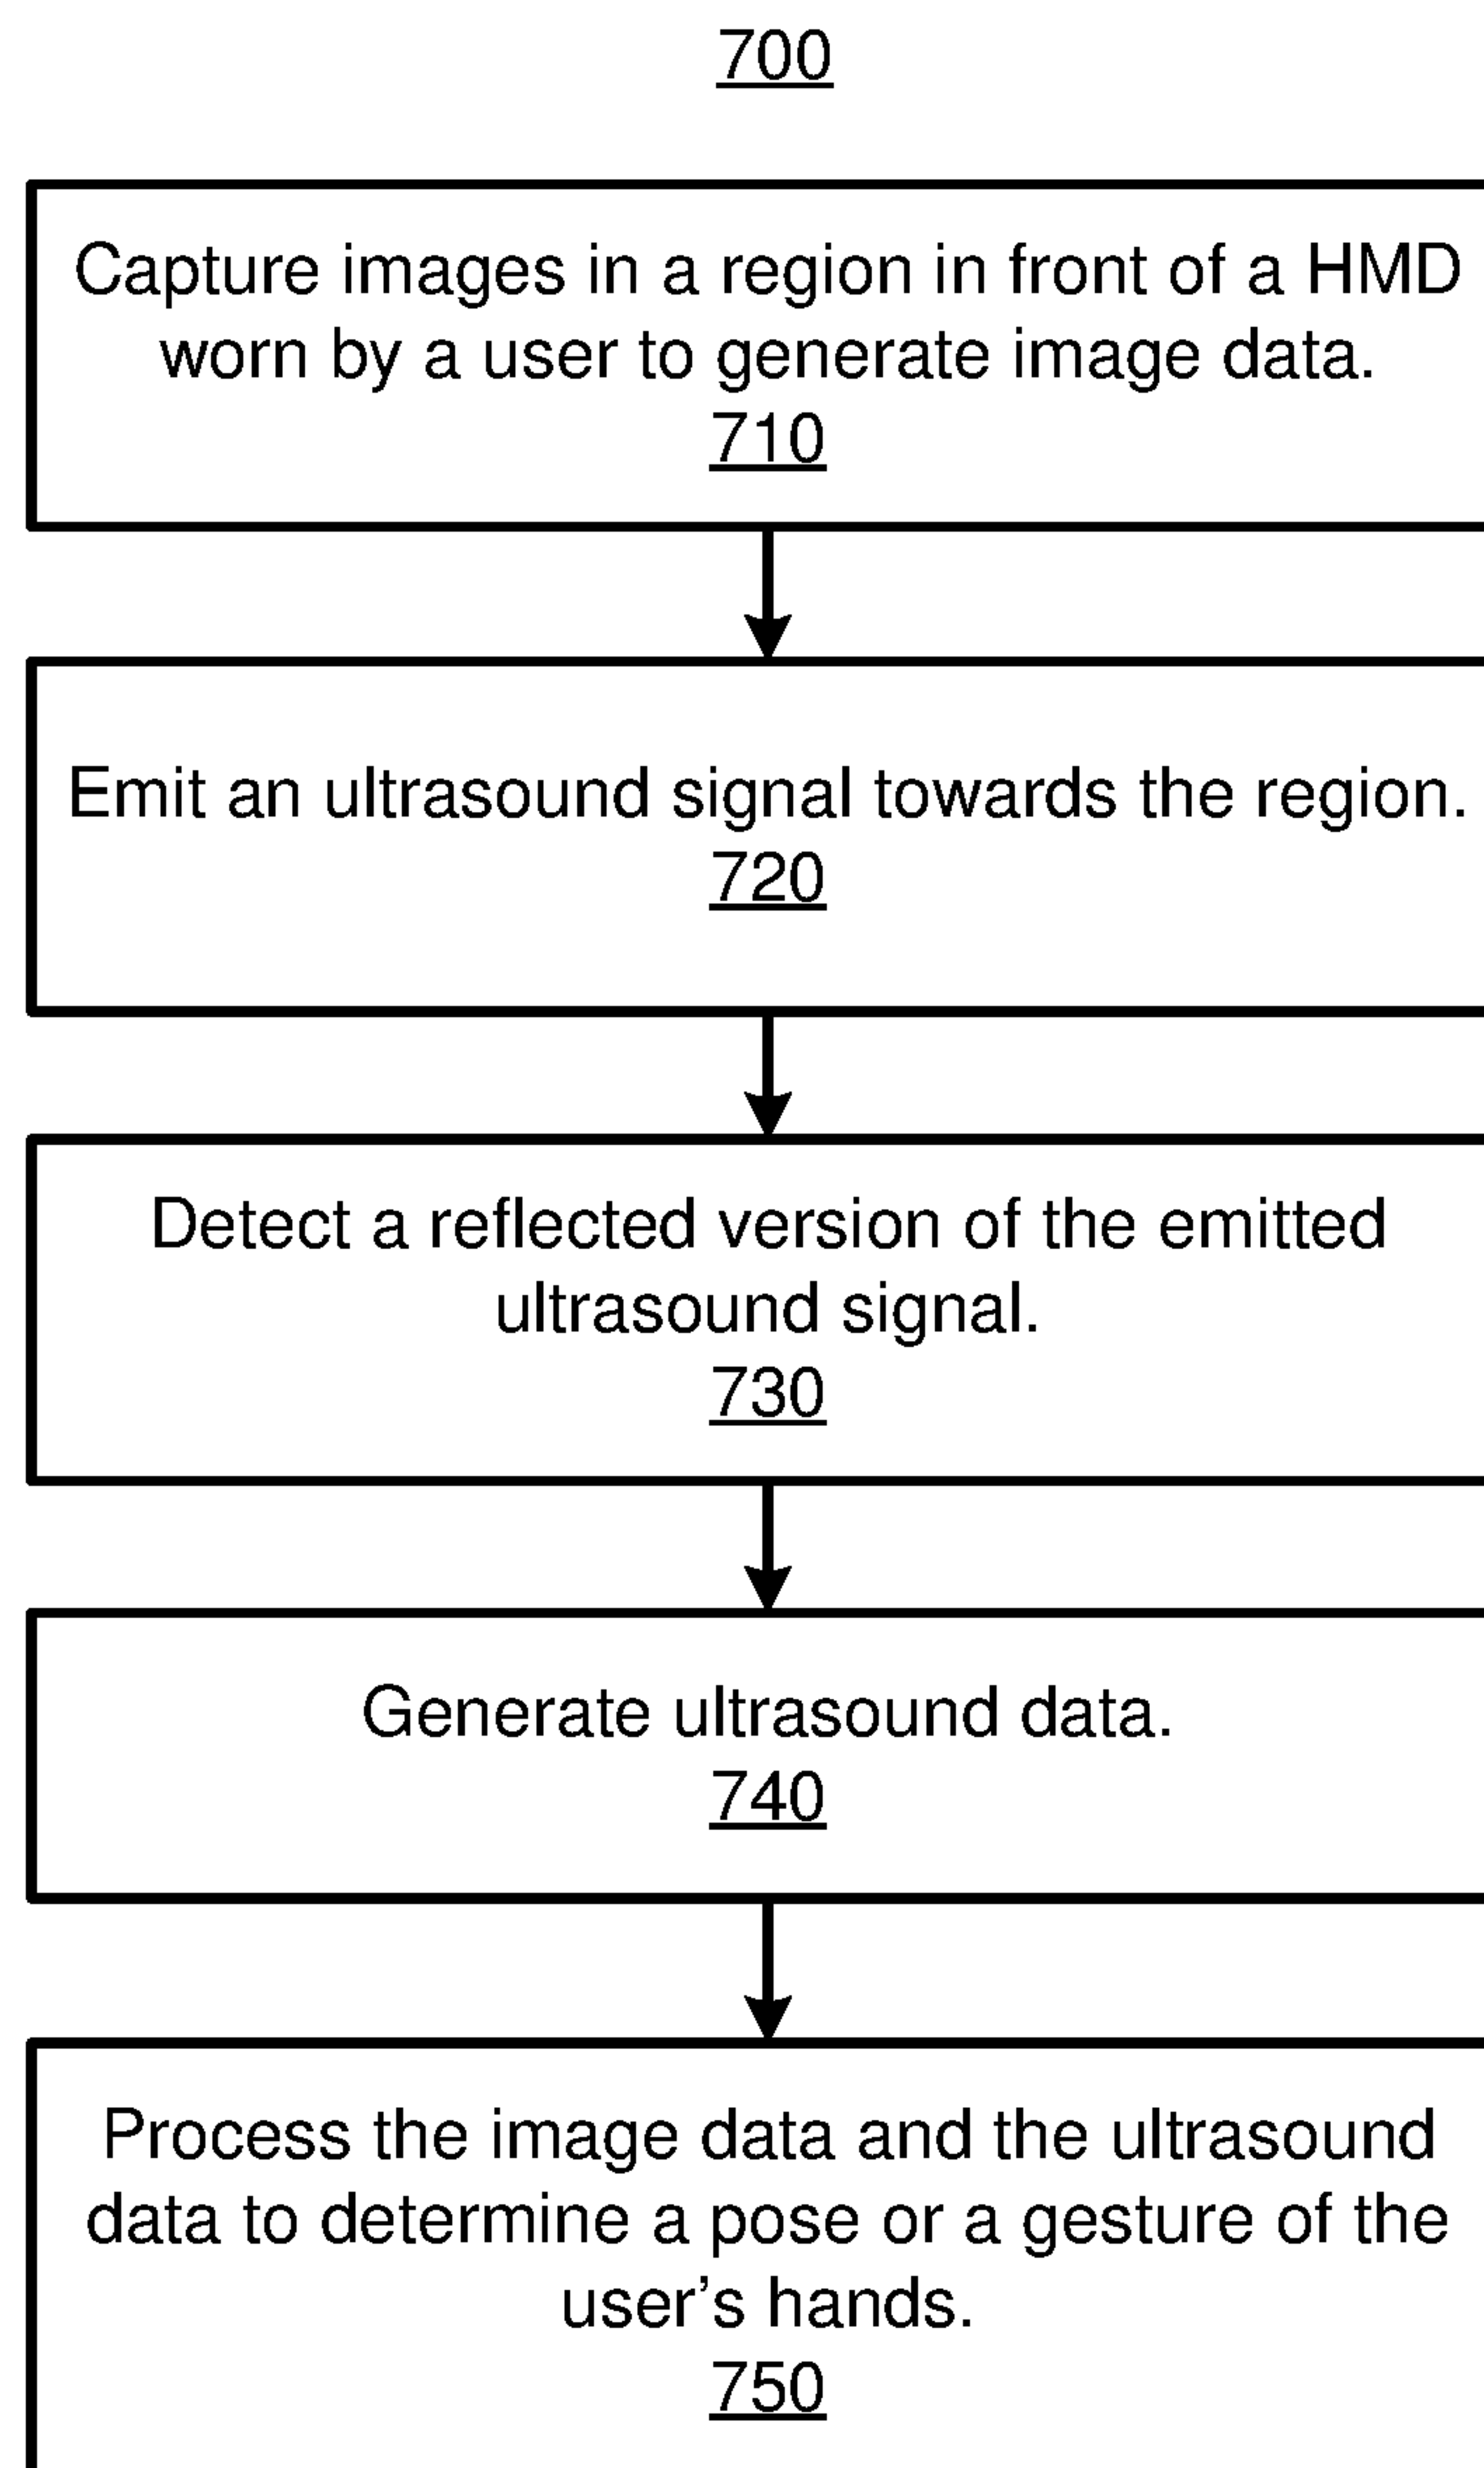 700
Capture images in a region in front of a HMD
worn by a user to generate image data.
710
Emit an ultrasound signal towards the region.
720
Detect a reflected version of the emitted
ultrasound signal.
730
Generate ultrasound data.
740
Process the image data and the ultrasound
data to determine a pose or a gesture of the
user’s hands.
750